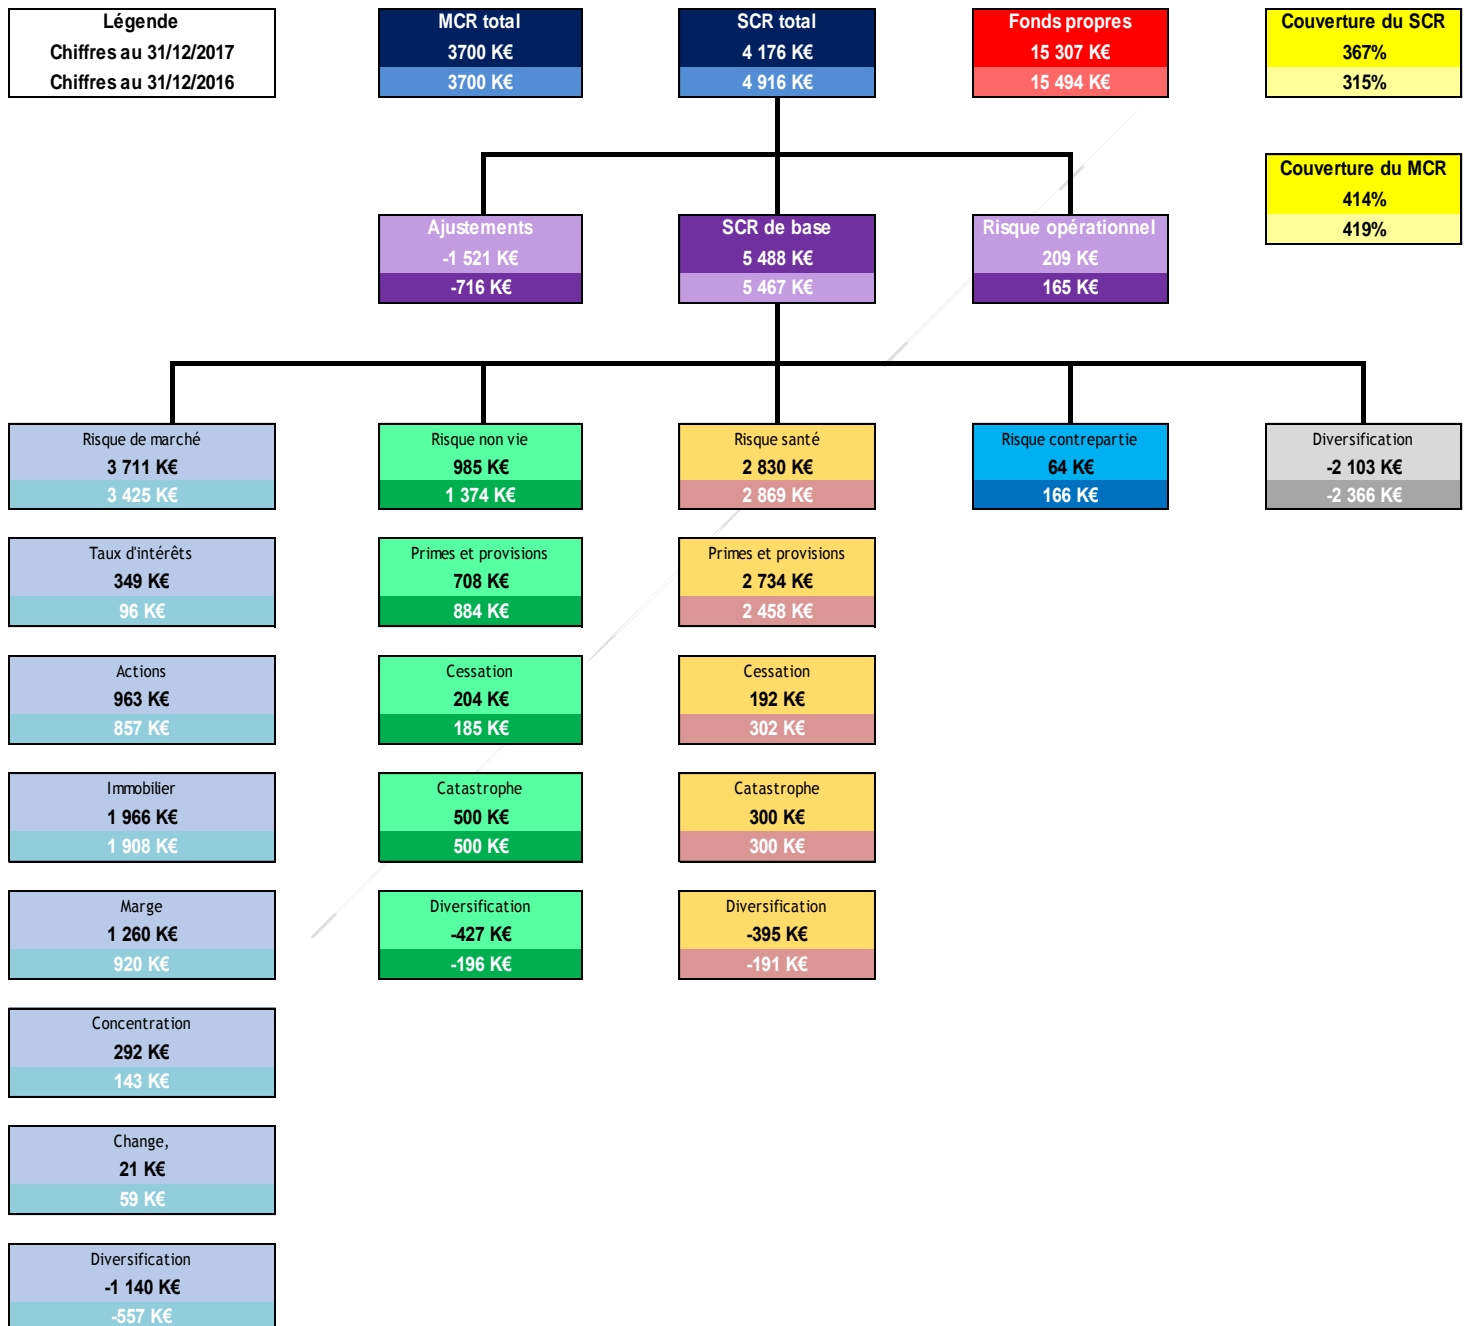 Légende
Chiffres au 31/12/2017
Chiffres au 31/12/2016
MCR total
3700 K€
3700 K€
SCR total
4 176 K€
4 916 K€
Fonds propres
15 307 K€
15 494 K€
Couverture du SCR
367%
315%
Couverture du MCR
414%
419%
Ajustements
-1 521 K€
-716 K€
SCR de base
5 488 K€
5 467 K€
Risque opérationnel
209 K€
165 K€
Risque de marché
3 711 K€
3 425 K€
Risque non vie
985 K€
1 374 K€
Risque santé
2 830 K€
2 869 K€
Risque contrepartie
64 K€
166 K€
Diversification
-2 103 K€
-2 366 K€
Taux d'intérêts
349 K€
96 K€
Primes et provisions
708 K€
884 K€
Primes et provisions
2 734 K€
2 458 K€
Actions
963 K€
857 K€
Cessation
204 K€
185 K€
Cessation
192 K€
302 K€
Immobilier
1 966 K€
1 908 K€
Catastrophe
500 K€
500 K€
Catastrophe
300 K€
300 K€
Marge
1 260 K€
920 K€
Diversification
-427 K€
-196 K€
Diversification
-395 K€
-191 K€
Concentration
292 K€
143 K€
Change,
21 K€
59 K€
Diversification
-1 140 K€
-557 K€